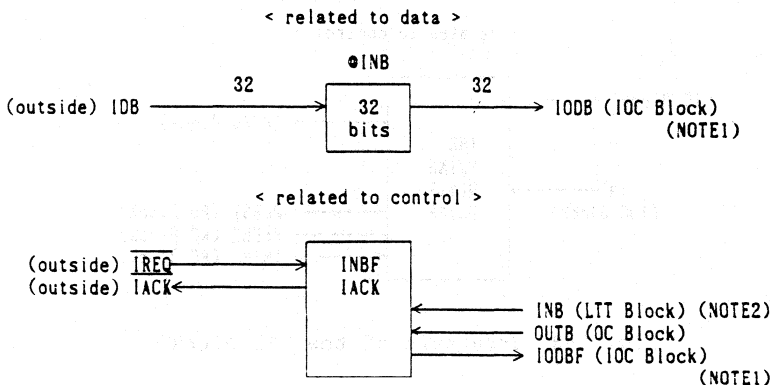 < related to data >
@INB
32
32
(outside) IDB
32
bits
IODB (IOC Block)
(NOTE1)
< related to control >
(outside) IREQ
INBF
(outside) IACK
IACK
INB (LTT Block) (NOTE2)
OUTB (OC Block)
IODBF (IOC Block)
(NOTE1)